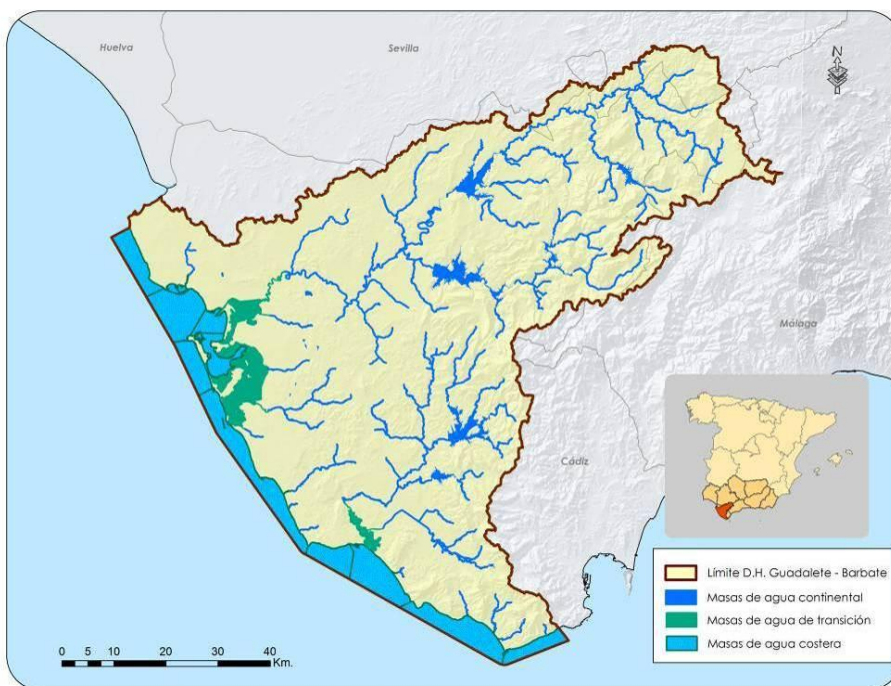 Huelva
Sevilla
N
Málaga
Cádiz
Límite D.H. Guadalete - Barbate
Masas de agua continental
Masas de agua de transición
Masas de agua costera
0 5 10 20 30 40
Km.